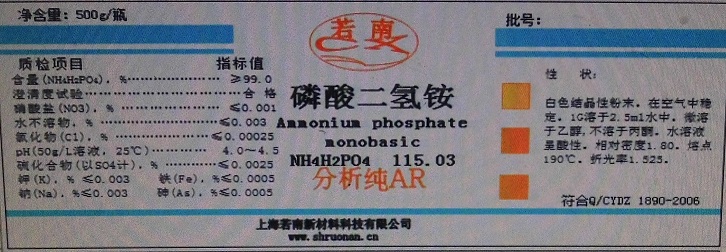 净含量: 500g/瓶
质检项目 指标值
含量(NH4H2PO4), % ≥99.0
澄清度试验 合格
硝酸盐(NO3), % ≤0.001
水不溶物, % ≤0.003
氯化物(Cl), % ≤0.00025
pH(50g/L溶液, 25℃) 4.0~4.5
硫化合物(以SO4计), % ≤0.0025
钾(K), %≤0.003 铁(Fe), %≤0.0005
钠(Na), %≤0.003 砷(As), %≤0.0005
若南
磷酸二氢铵
Ammonium phosphate
monobasic
NH4H2PO4 115.03
分析纯AR
批号:
性 状:
白色结晶性粉末. 在空气中稳
定. 1G溶于2.5ml水中. 微溶
于乙醇,不溶于丙酮. 水溶液
呈酸性. 相对密度1.80. 熔点
190℃. 折光率1.525.
符合Q/CYDZ 1890-2006
上海若南新材料科技有限公司
www.shruonan.cn